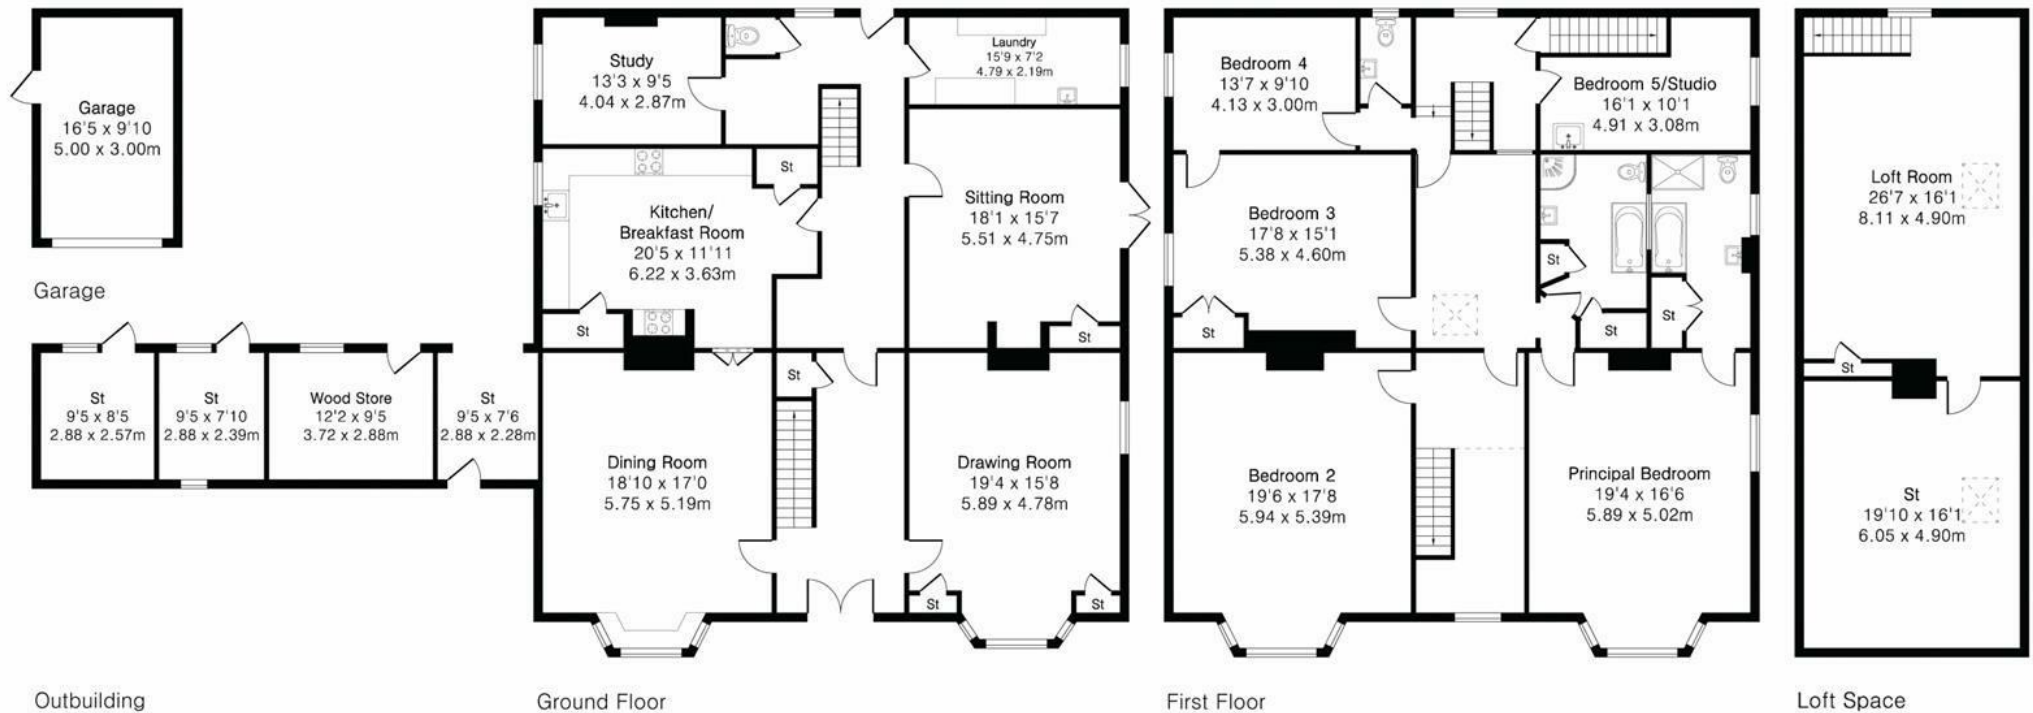 Garage
16'5 x 9'10
5.00 x 3.00m
Garage
St
9'5 x 8'5
2.88 x 2.57m
St
9'5 x 7'10
2.88 x 2.39m
Wood Store
12'2 x 9'5
3.72 x 2.88m
St
9'5 x 7'6
2.88 x 2.28m
Outbuilding
Study
13'3 x 9'5
4.04 x 2.87m
Laundry
15'9 x 7'2
4.79 x 2.19m
St
Kitchen/
Breakfast Room
20'5 x 11'11
6.22 x 3.63m
St
Sitting Room
18'1 x 15'7
5.51 x 4.75m
St
St
Dining Room
18'10 x 17'0
5.75 x 5.19m
Drawing Room
19'4 x 15'8
5.89 x 4.78m
St
St
Ground Floor
Bedroom 4
13'7 x 9'10
4.13 x 3.00m
Bedroom 5/Studio
16'1 x 10'1
4.91 x 3.08m
Bedroom 3
17'8 x 15'1
5.38 x 4.60m
St
St
St
St
Bedroom 2
19'6 x 17'8
5.94 x 5.39m
Principal Bedroom
19'4 x 16'6
5.89 x 5.02m
First Floor
Loft Room
26'7 x 16'1
8.11 x 4.90m
St
St
19'10 x 16'1
6.05 x 4.90m
Loft Space